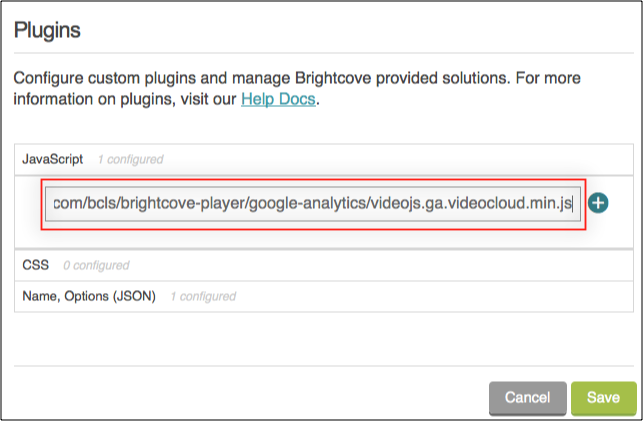 Plugins
Configure custom plugins and manage Brightcove provided solutions. For more
information on plugins, visit our Help Docs.
JavaScript 1 configured
com/bcls/brightcove-player/google-analytics/videojs.ga.videocloud.min.js
CSS 0 configured
Name, Options (JSON) 1 configured
Cancel Save